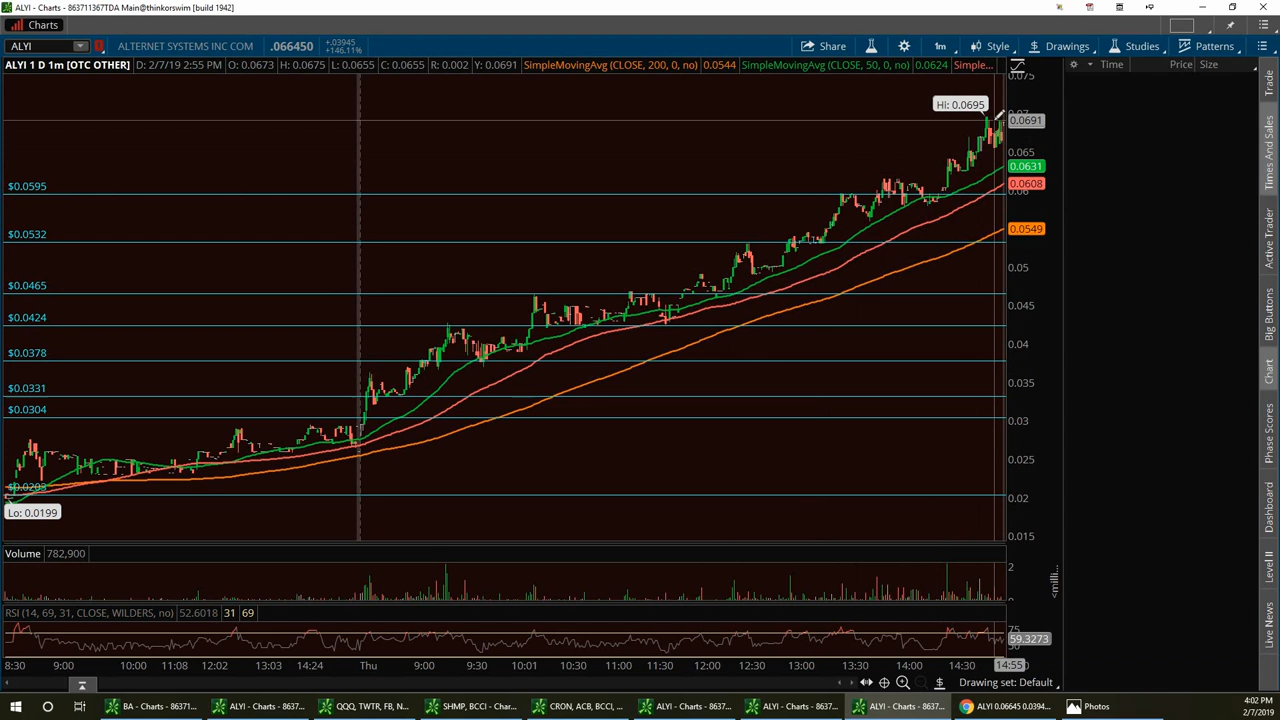 ALYI - Charts - 863711367TDA Main@thinkorswim [build 1942]
Charts
ALYI
ALTERNET SYSTEMS INC COM
.066450
+.03945
+146.11%
Share
1m
Style
Drawings
Studies
Patterns
ALYI 1 D 1m [OTC OTHER]
D: 2/7/19 2:55 PM
O: 0.0673
H: 0.0675
L: 0.0655
C: 0.0655
R: 0.002
Y: 0.0691
SimpleMovingAvg (CLOSE, 200, 0, no)
0.0544
SimpleMovingAvg (CLOSE, 50, 0, no)
0.0624
Simple...
Time
Price
Size
Hi: 0.0695
0.075
0.0691
0.065
0.0631
0.0608
0.0549
0.05
0.045
0.04
0.035
0.03
0.025
0.02
0.015
$0.0595
$0.0532
$0.0465
$0.0424
$0.0378
$0.0331
$0.0304
$0.0203
Lo: 0.0199
Volume
782,900
2
<milli...
RSI (14, 69, 31, CLOSE, WILDERS, no)
52.6018
31
69
75
59.3273
8:30
9:00
10:00
11:08
12:02
13:03
14:24
Thu
9:00
9:30
10:01
10:30
11:00
11:30
12:00
12:30
13:00
13:30
14:00
14:30
14:55
Drawing set: Default
Trade
Times And Sales
Active Trader
Big Buttons
Chart
Phase Scores
Dashboard
Level II
Live News
BA - Charts - 86371...
ALYI - Charts - 8637...
QQQ, TWTR, FB, N...
SHMP, BCCI - Char...
CRON, ACB, BCCI, ...
ALYI - Charts - 8637...
ALYI - Charts - 8637...
ALYI - Charts - 8637...
ALYI 0.06645 0.0394...
Photos
4:02 PM
2/7/2019